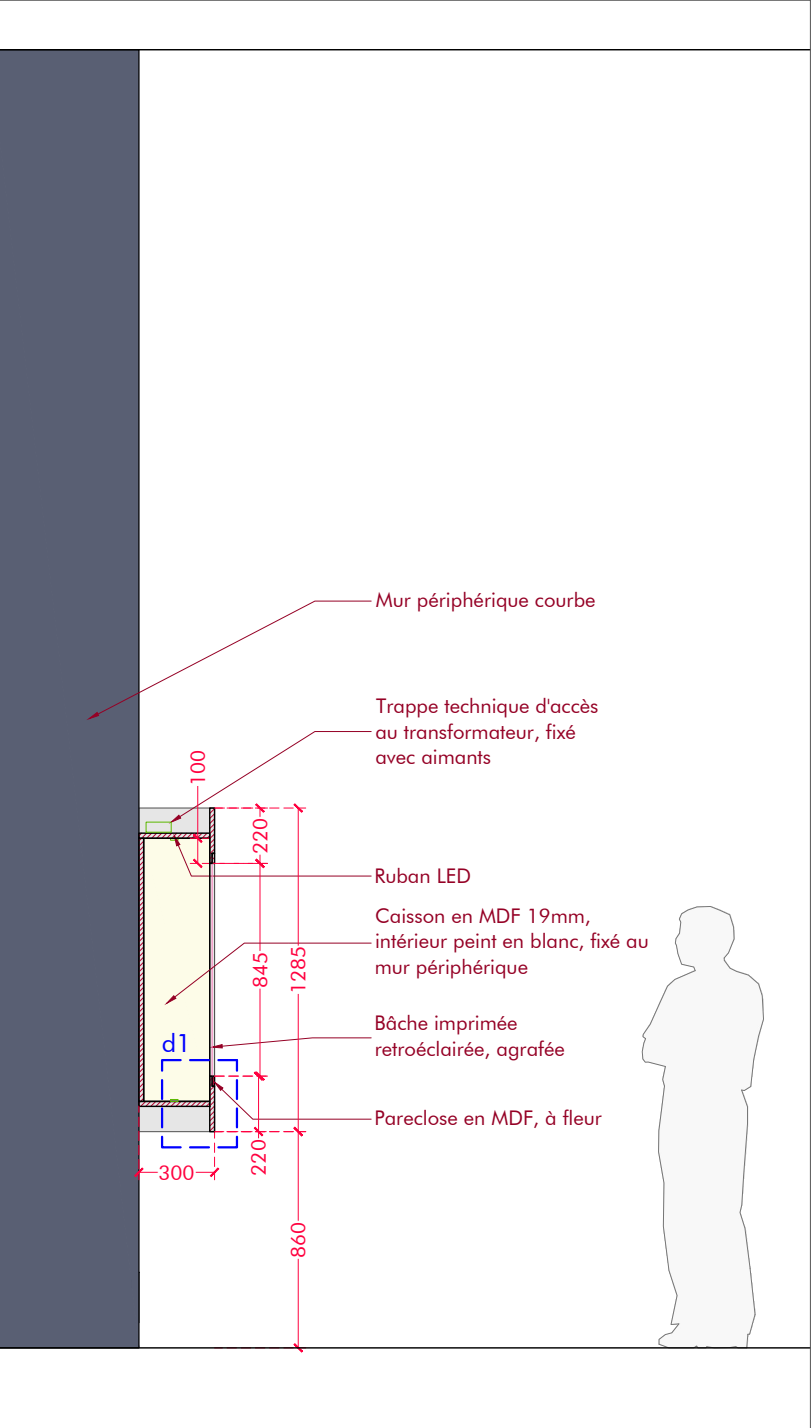 Mur périphérique courbe
Trappe technique d'accès
au transformateur, fixé
avec aimants
100
220
Ruban LED
Caisson en MDF 19mm,
intérieur peint en blanc, fixé au
mur périphérique
845
1285
Bâche imprimée
retroéclairée, agrafée
d1
Pareclose en MDF, à fleur
220
300
860